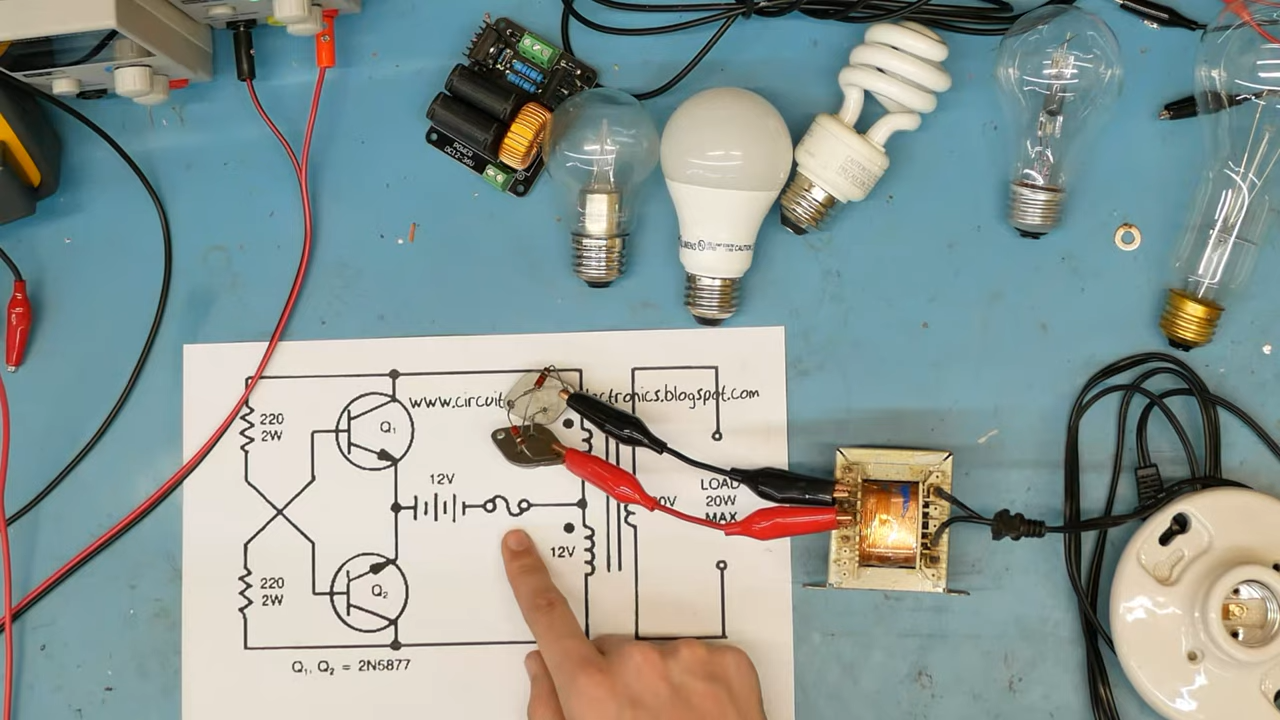 POWER
DC12-36V
www.circuit
ectronics.blogspot.com
220
2W
Q₁
12V
LOAD
20W
MAX
12V
220
2W
Q₂
Q₁, Q₂ = 2N5877